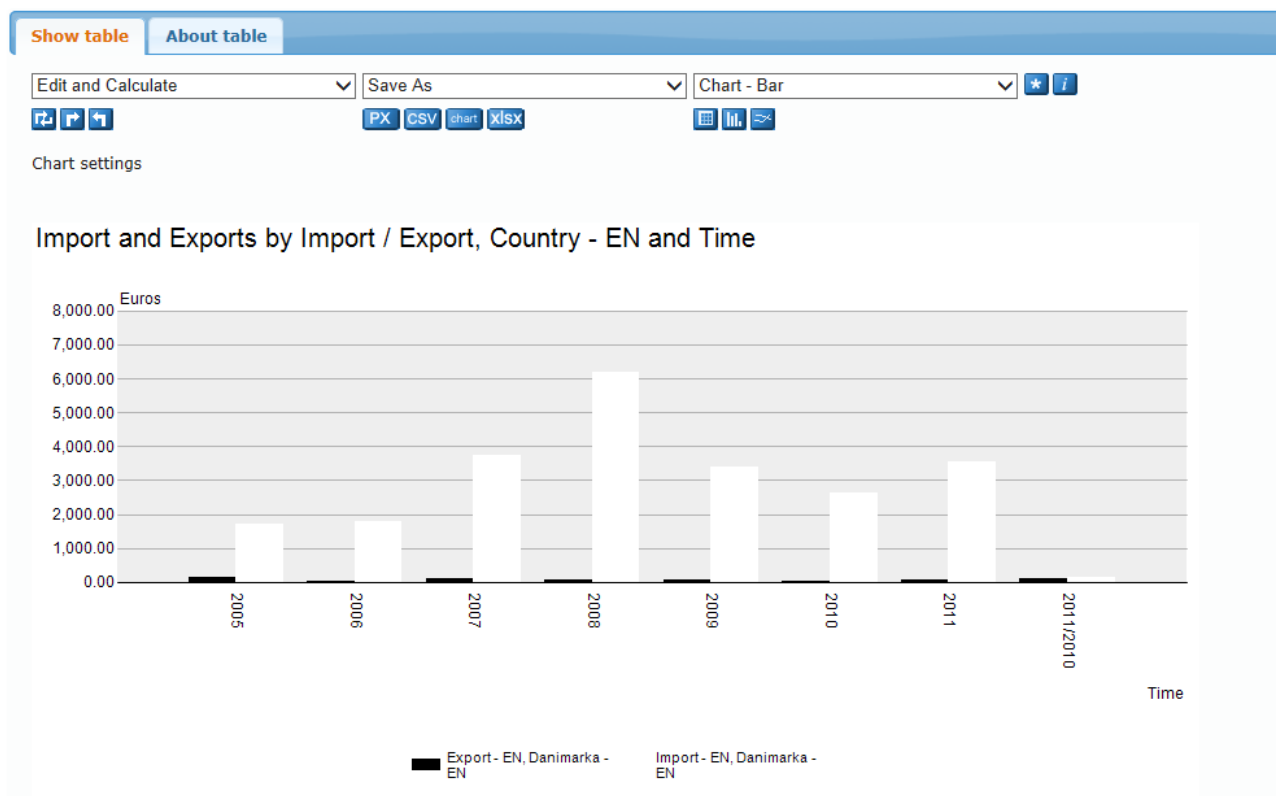 Show table About table
Edit and Calculate Save As Chart - Bar * i
PX CSV chart xlsx
Chart settings
Import and Exports by Import / Export, Country - EN and Time
Euros
8,000.00
7,000.00
6,000.00
5,000.00
4,000.00
3,000.00
2,000.00
1,000.00
0.00
2005 2006 2007 2008 2009 2010 2011 2011/2010
Time
Export - EN, Danimarka - Import - EN, Danimarka -
EN EN